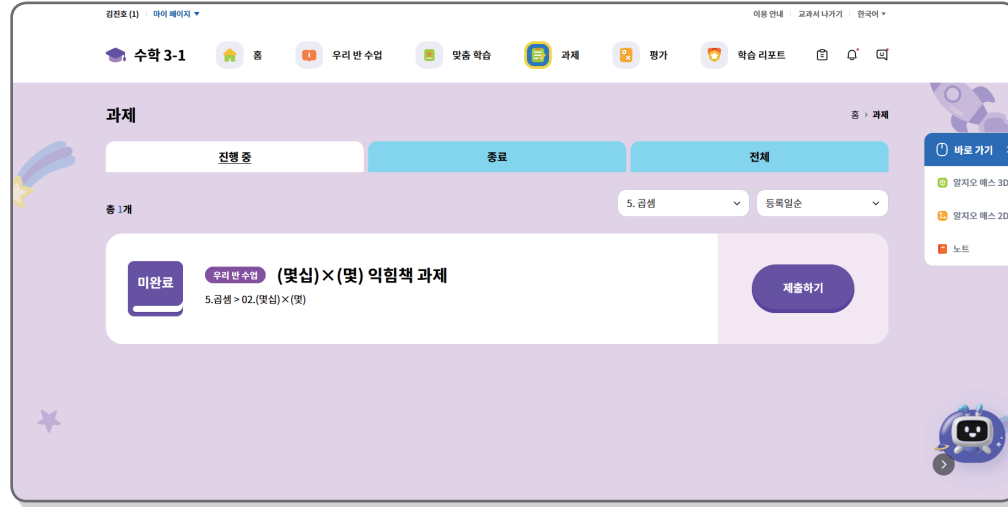 김진호 (1) 마이 페이지 ▼ 이용 안내 교과서 나가기 한국어 ▼
수학 3-1 홈 우리 반 수업 맞춤 학습 과제 평가 학습 리포트
과제 홈 > 과제
바로 가기
진행 중 종료 전체
알지오 매스 3D
총 1개 5. 곱셈 등록일순
알지오 매스 2D
노트
미완료 우리 반 수업 (몇십)×(몇) 익힘책 과제 제출하기
5.곱셈 > 02.(몇십)×(몇)